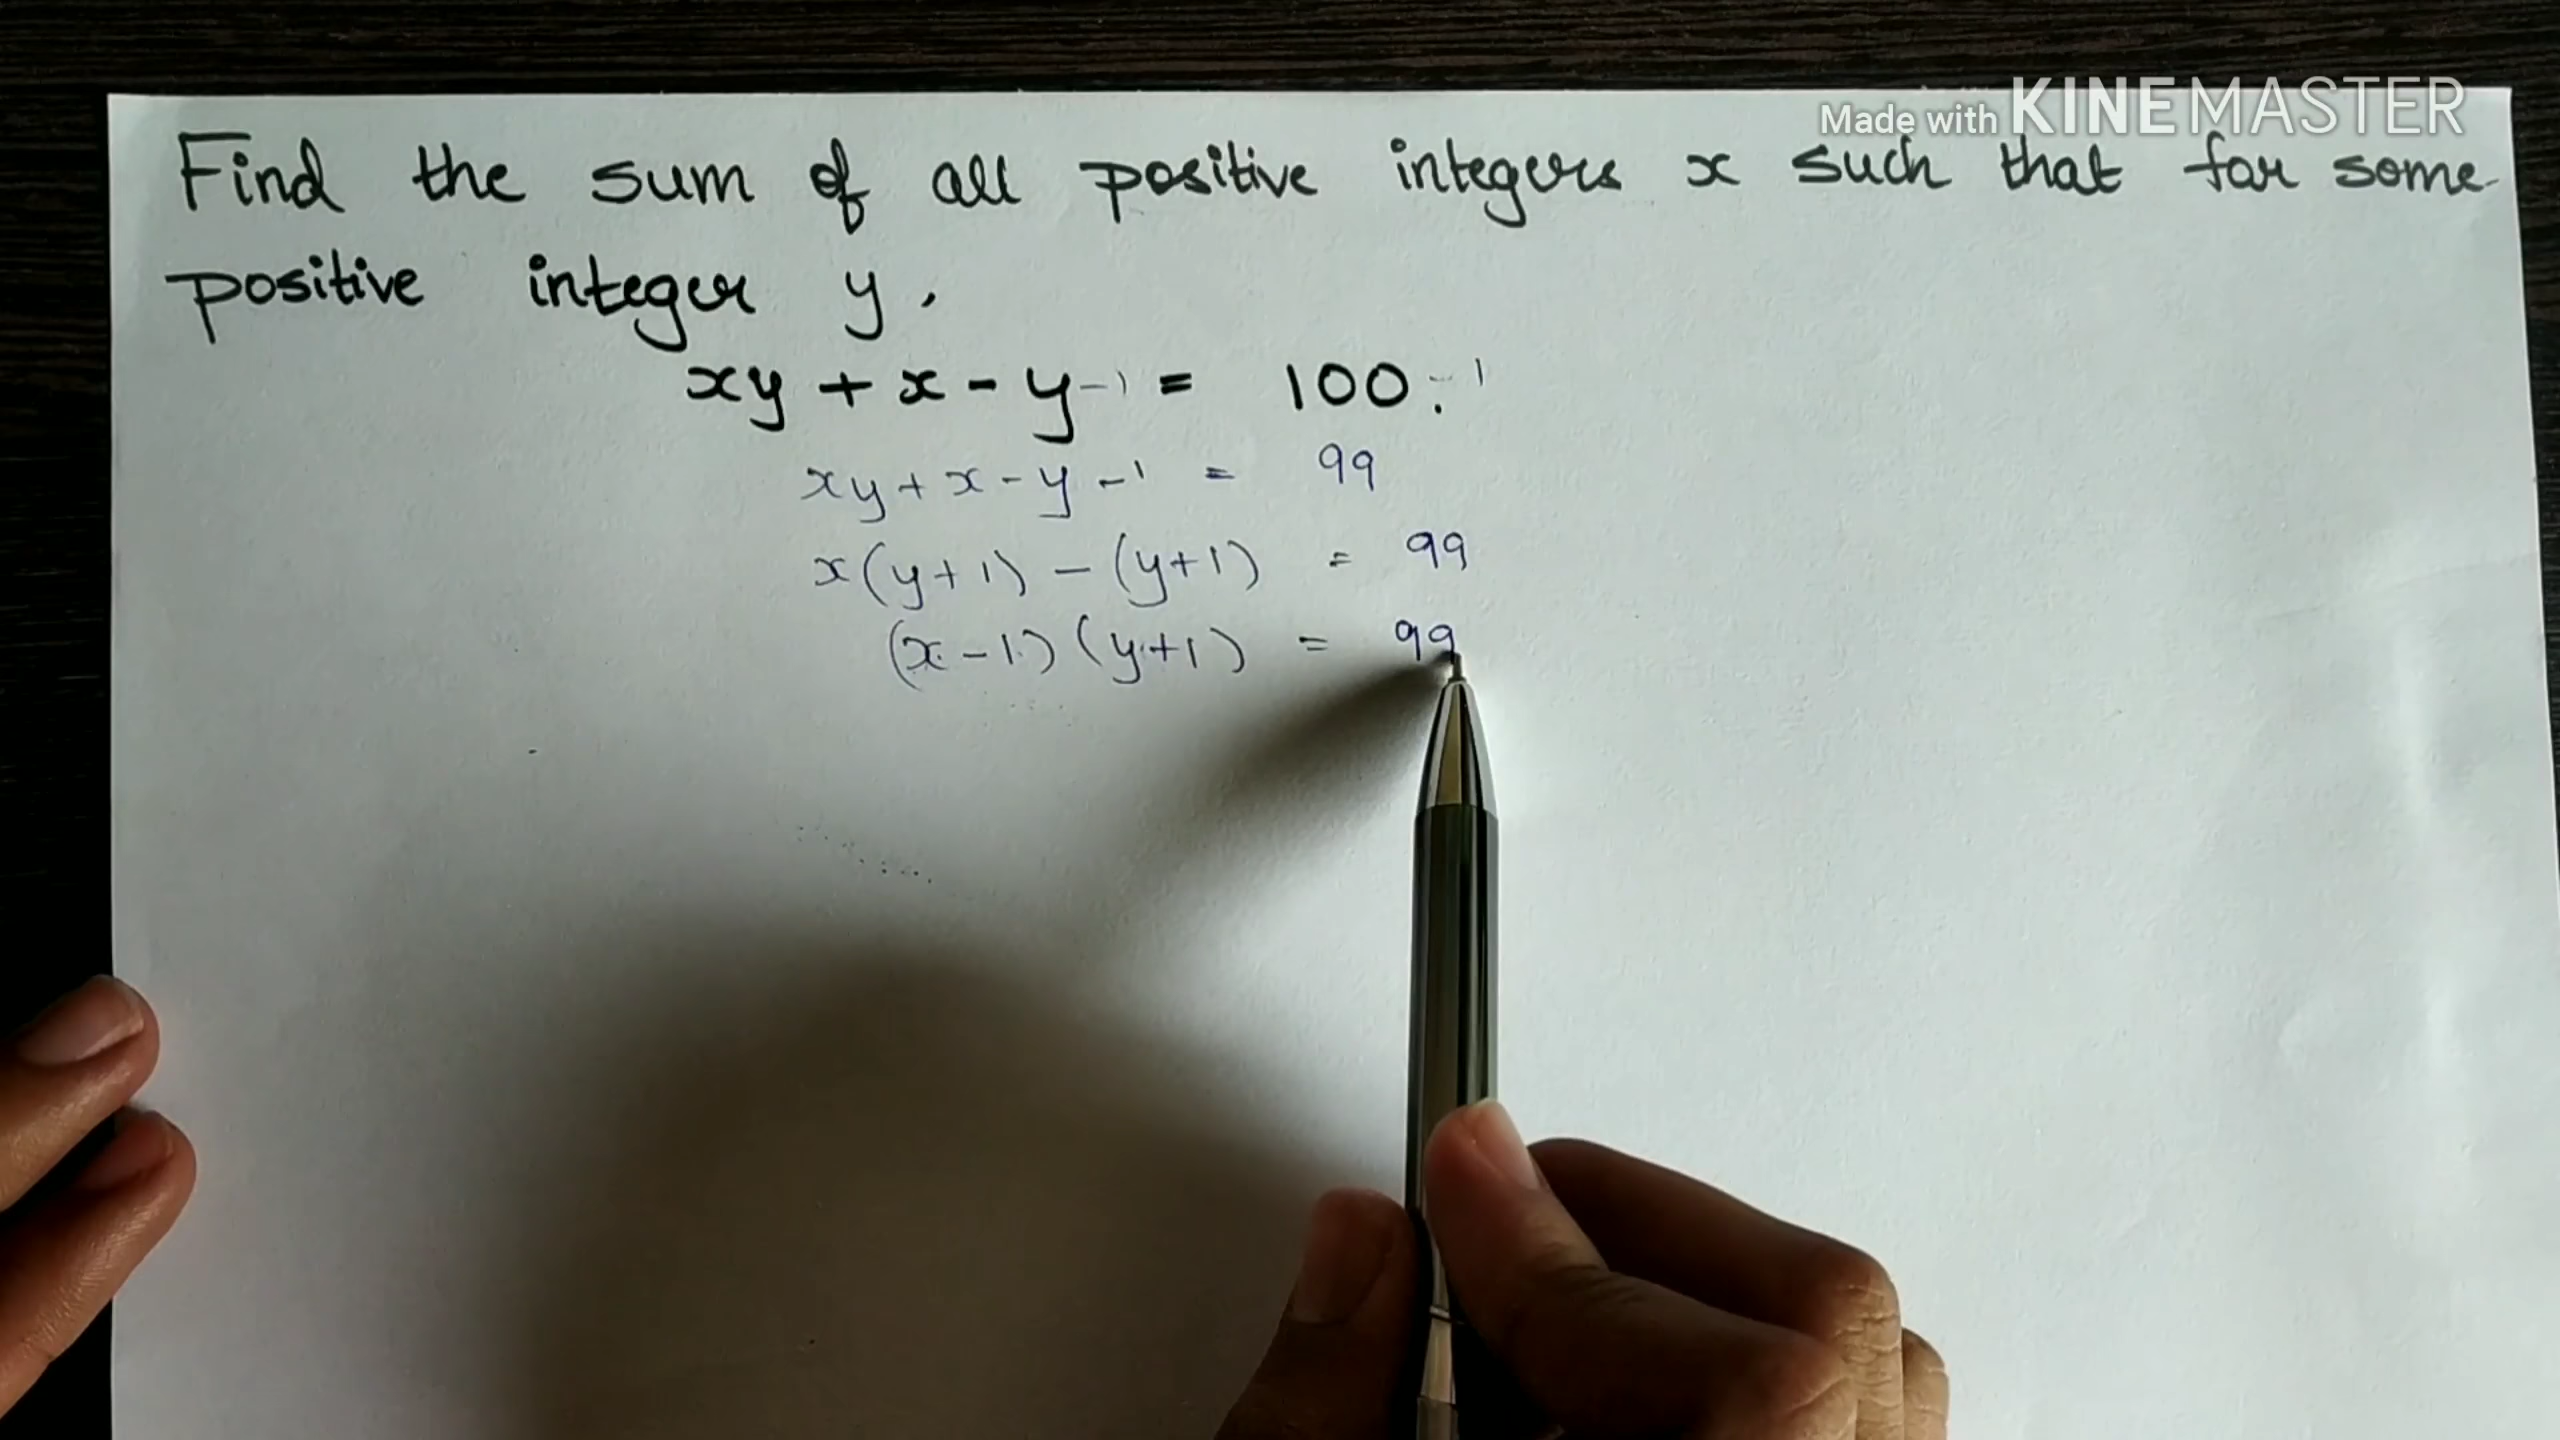 Made with KINEMASTER
Find the sum of all positive integers x such that for some
positive integer y,
xy + x - y - 1 = 100. - 1
xy + x - y - 1 = 99
x(y + 1) - (y + 1) = 99
(x - 1) (y + 1) = 99